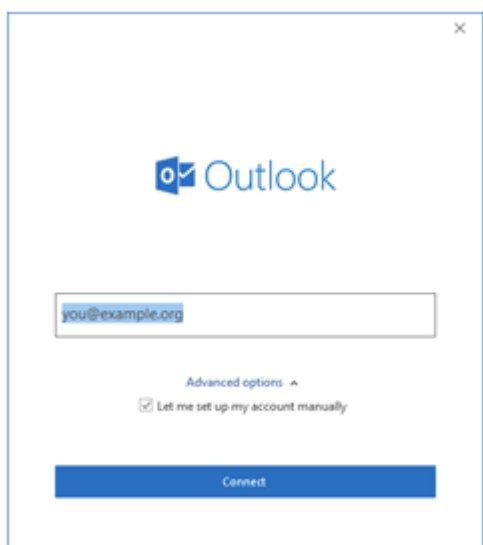 Outlook
you@example.org
Advanced options
Let me set up my account manually
Connect